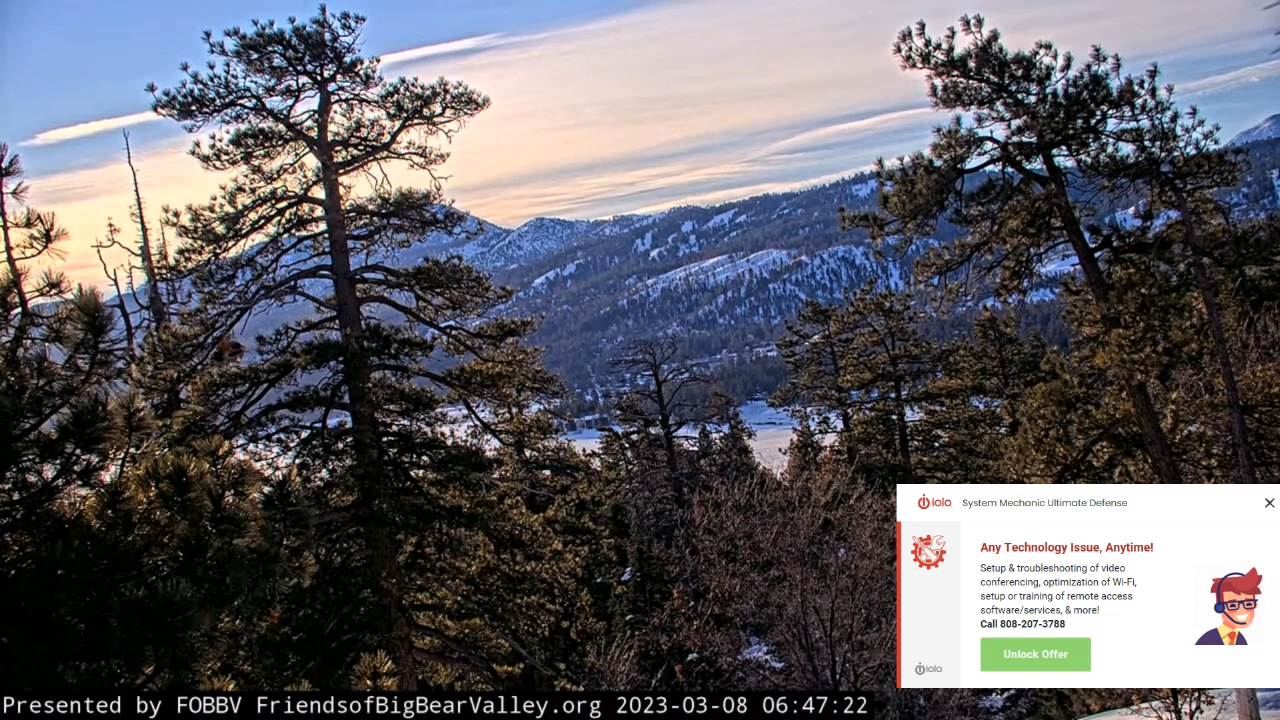 iolo System Mechanic Ultimate Defense
Any Technology Issue, Anytime!
Setup & troubleshooting of video
conferencing, optimization of Wi-Fi,
setup or training of remote access
software/services, & more!
Call 808-207-3788
Unlock Offer
iolo
Presented by FOBBV FriendsofBigBearValley.org 2023-03-08 06:47:22